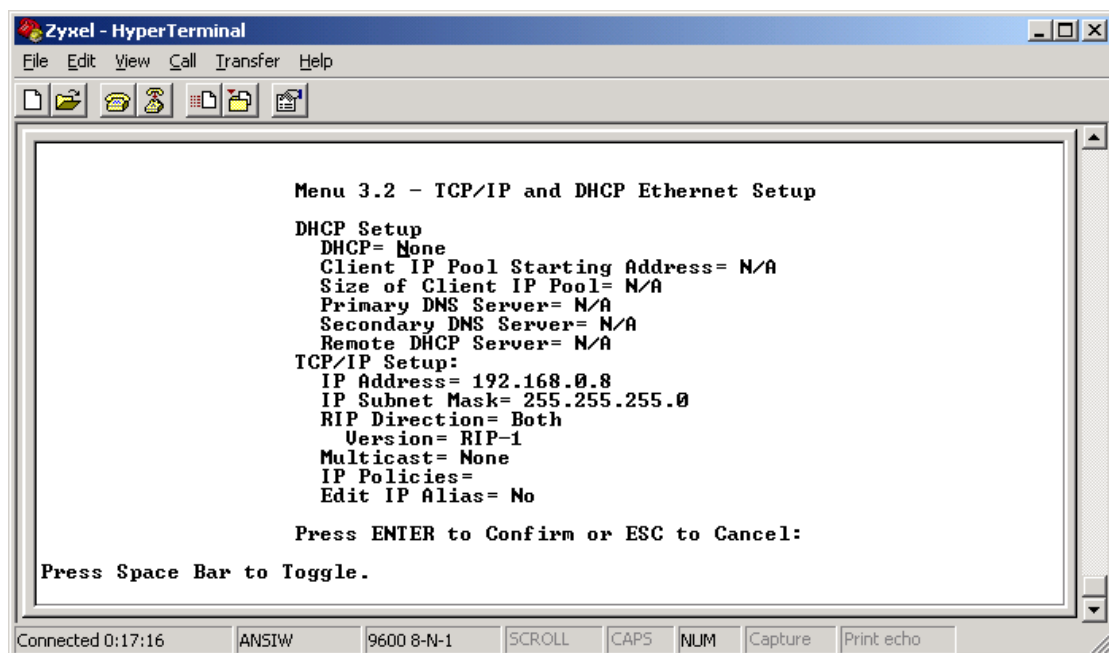 Zyxel - HyperTerminal
File Edit View Call Transfer Help
Menu 3.2 - TCP/IP and DHCP Ethernet Setup
DHCP Setup
DHCP= None
Client IP Pool Starting Address= N/A
Size of Client IP Pool= N/A
Primary DNS Server= N/A
Secondary DNS Server= N/A
Remote DHCP Server= N/A
TCP/IP Setup:
IP Address= 192.168.0.8
IP Subnet Mask= 255.255.255.0
RIP Direction= Both
Version= RIP-1
Multicast= None
IP Policies=
Edit IP Alias= No
Press ENTER to Confirm or ESC to Cancel:
Press Space Bar to Toggle.
Connected 0:17:16 ANSIW 9600 8-N-1 SCROLL CAPS NUM Capture Print echo